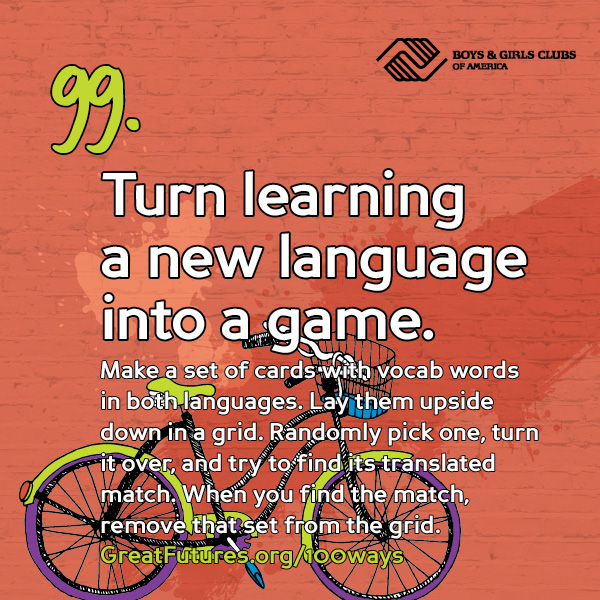 BOYS & GIRLS CLUBS
OF AMERICA
99.
Turn learning
a new language
into a game.
Make a set of cards with vocab words
in both languages. Lay them upside
down in a grid. Randomly pick one, turn
it over, and try to find its translated
match. When you find the match,
remove that set from the grid.
GreatFutures.org/100ways